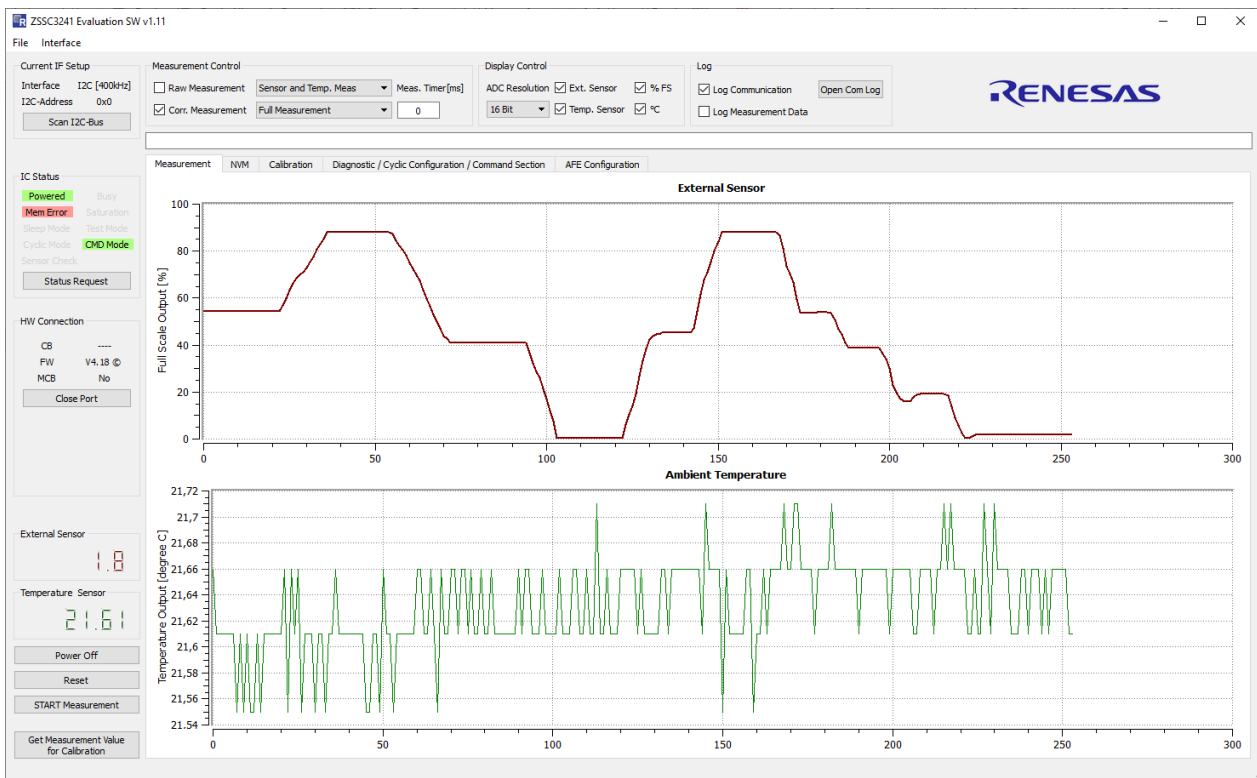 ZSSC3241 Evaluation SW v1.11
File Interface
Current IF Setup
Interface I2C [400kHz]
I2C-Address 0x0
Scan I2C-Bus
Measurement Control
Raw Measurement Sensor and Temp. Meas Meas. Timer[ms]
Corr. Measurement Full Measurement 0
Display Control
ADC Resolution Ext. Sensor % FS
16 Bit Temp. Sensor °C
Log
Log Communication Open Com Log
Log Measurement Data
RENESAS
Measurement NVM Calibration Diagnostic / Cyclic Configuration / Command Section AFE Configuration
IC Status
Powered Busy
Mem Error Saturation
Sleep Mode Test Mode
Cyclic Mode CMD Mode
Sensor Check
Status Request
HW Connection
CB ----
FW V4.18 ©
MCB No
Close Port
External Sensor
1.8
Temperature Sensor
21.61
Power Off
Reset
START Measurement
Get Measurement Value
for Calibration
External Sensor
Full Scale Output [%]
100
80
60
40
20
0
0 50 100 150 200 250 300
Ambient Temperature
Temperature Output [degree C]
21,72
21,7
21,68
21,66
21,64
21,62
21,6
21,58
21,56
21,54
0 50 100 150 200 250 300